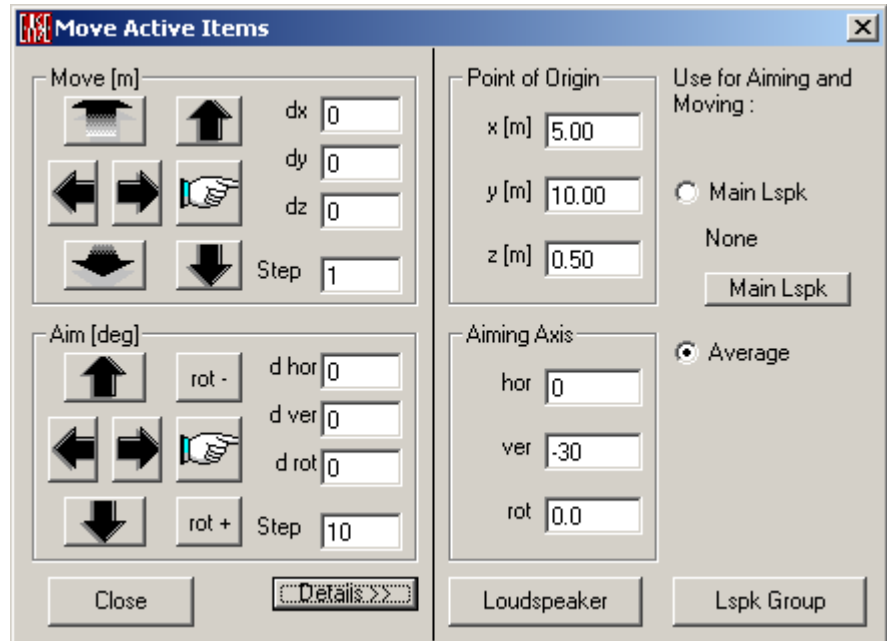 Move Active Items
Move [m]
dx 0
dy 0
dz 0
Step 1
Aim [deg]
rot -
d hor 0
d ver 0
d rot 0
rot +
Step 10
Close
Details >>
Point of Origin
x [m] 5.00
y [m] 10.00
z [m] 0.50
Aiming Axis
hor 0
ver -30
rot 0.0
Loudspeaker
Use for Aiming and
Moving :
Main Lspk
None
Main Lspk
Average
Lspk Group